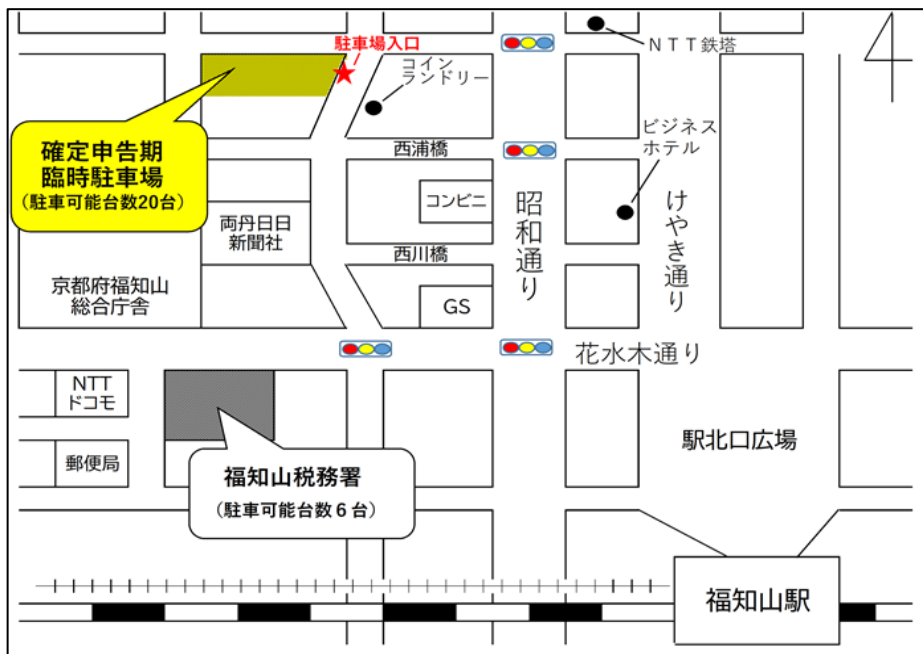 駐車場入口
NTT鉄塔
コイン
ランドリー
確定申告期
臨時駐車場
（駐車可能台数20台）
西浦橋
ビジネス
ホテル
コンビニ
昭和通り
けやき通り
両丹日日
新聞社
西川橋
京都府福知山
総合庁舎
GS
花水木通り
NTT
ドコモ
郵便局
福知山税務署
（駐車可能台数６台）
駅北口広場
福知山駅